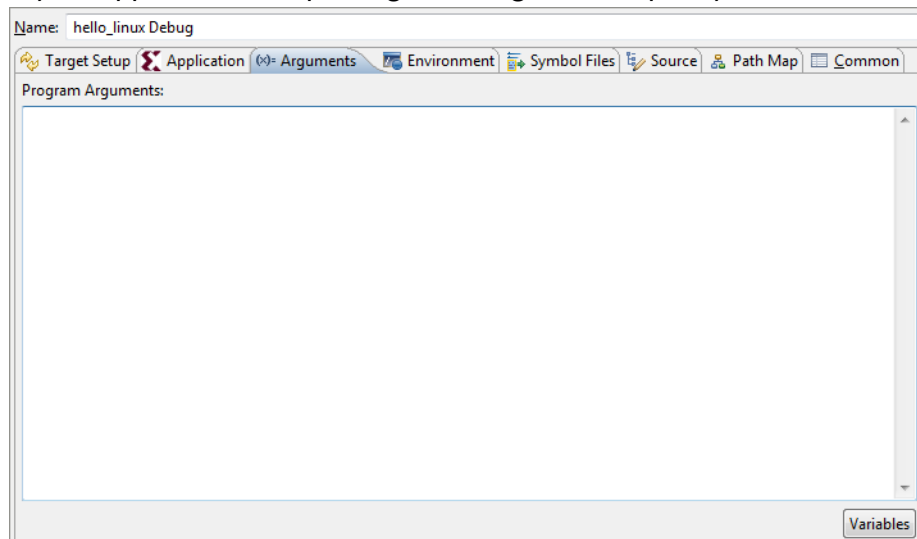 Name: hello_linux Debug
Target Setup Application (x)= Arguments Environment Symbol Files Source Path Map Common
Program Arguments:
Variables